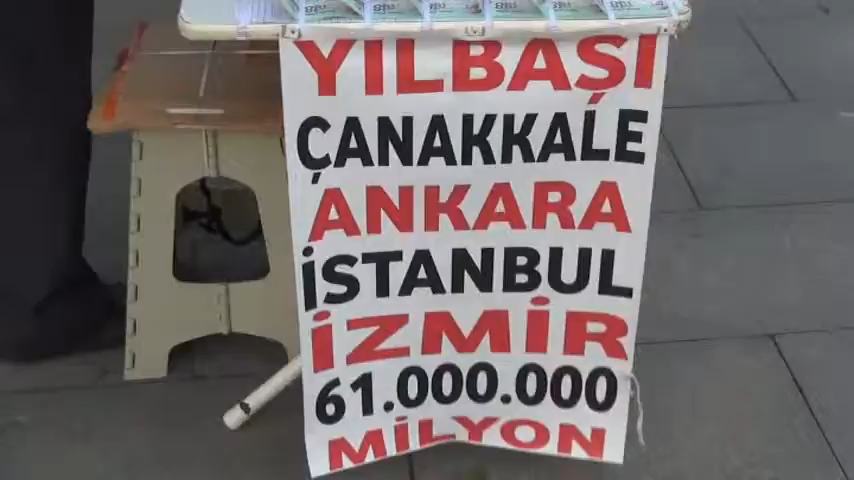 YILBAŞI
ÇANAKKALE
ANKARA
İSTANBUL
İZMİR
61.000.000
MİLYON